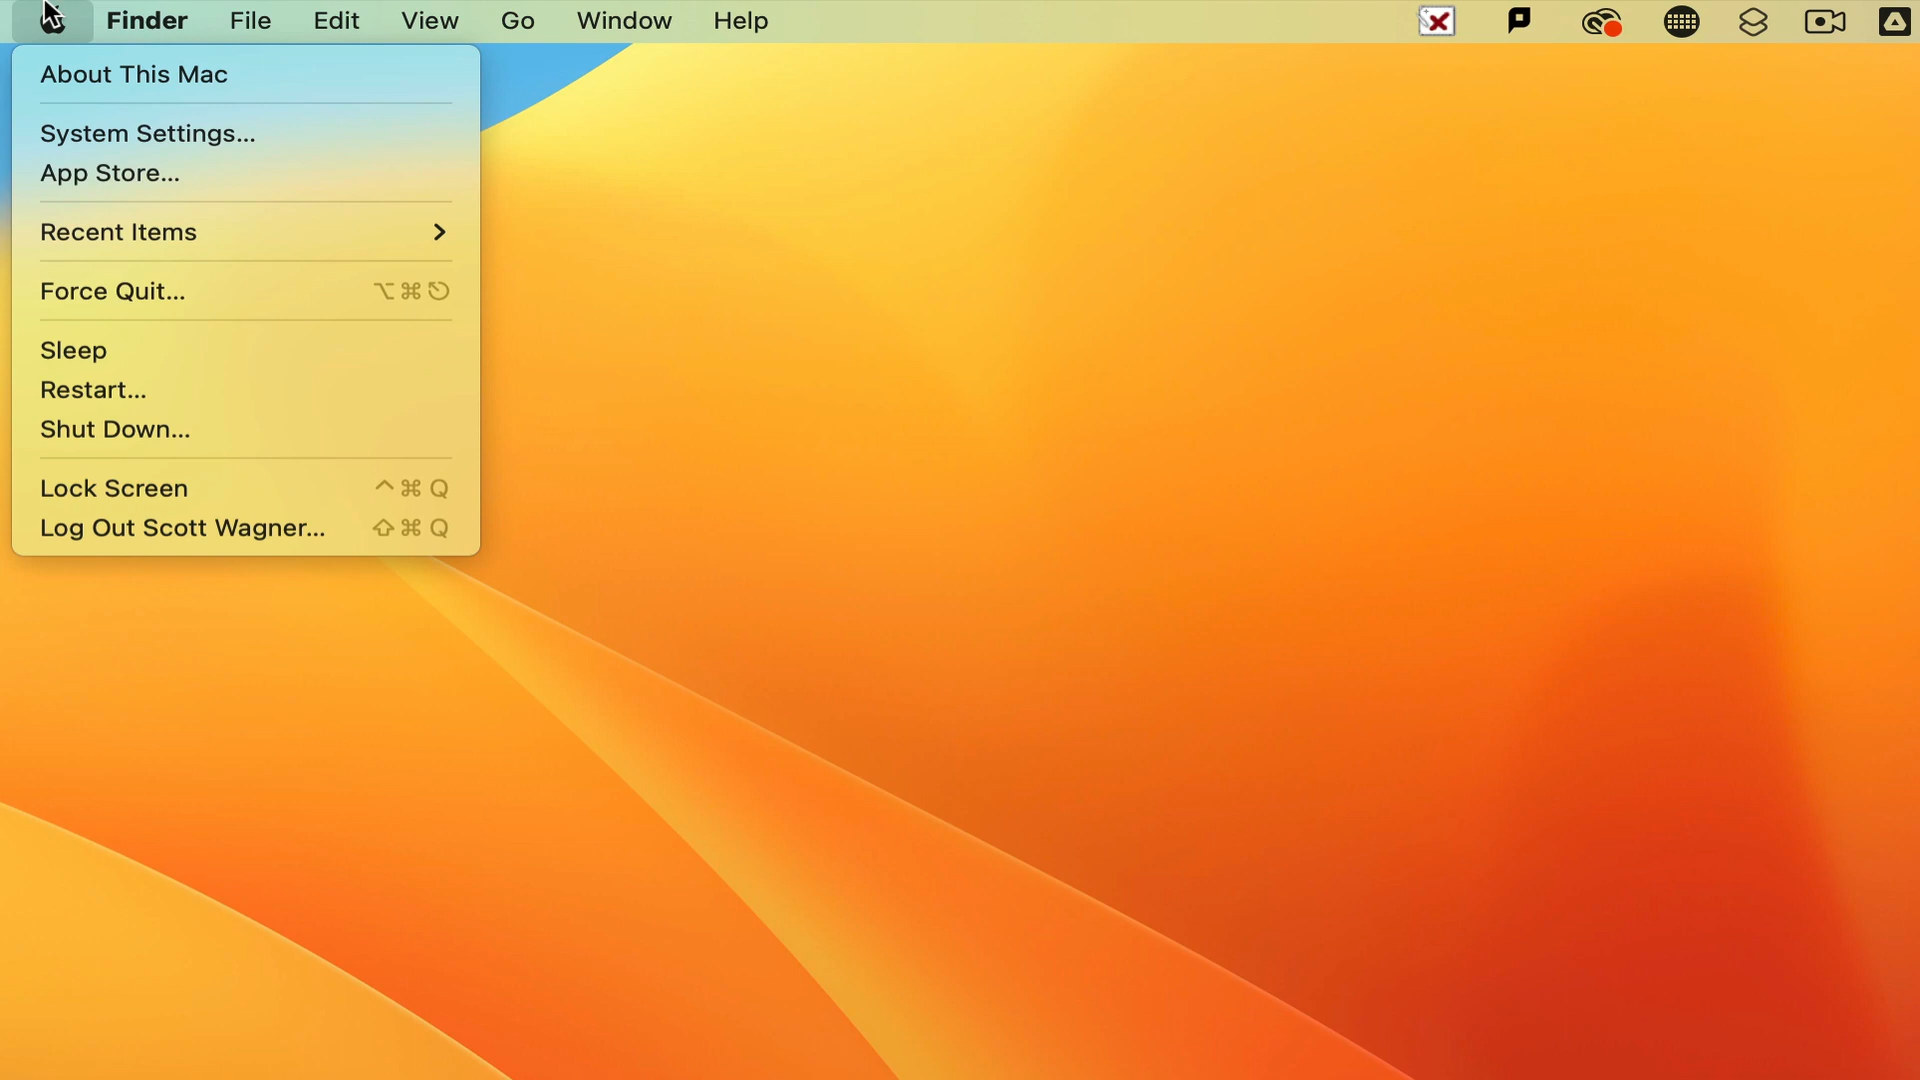 Finder File Edit View Go Window Help
About This Mac
System Settings...
App Store...
Recent Items
Force Quit... ⌥⌘⎋
Sleep
Restart...
Shut Down...
Lock Screen ^⌘Q
Log Out Scott Wagner... ⇧⌘Q